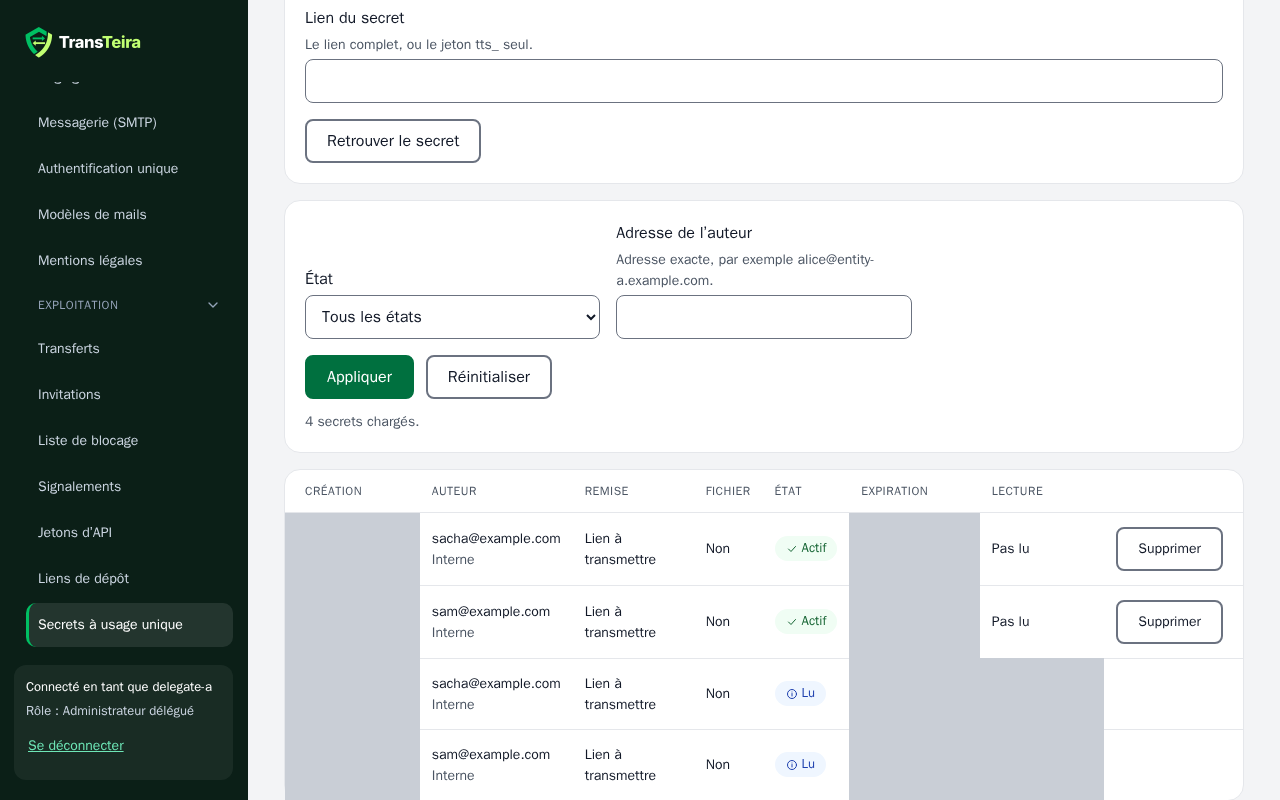 TransTeira
Messagerie (SMTP)
Authentification unique
Modèles de mails
Mentions légales
EXPLOITATION
Transferts
Invitations
Liste de blocage
Signalements
Jetons d'API
Liens de dépôt
Secrets à usage unique
Connecté en tant que delegate-a
Rôle : Administrateur délégué
Se déconnecter
Lien du secret
Le lien complet, ou le jeton tts_ seul.
Retrouver le secret
État
Tous les états
Adresse de l'auteur
Adresse exacte, par exemple alice@entity-
a.example.com.
Appliquer
Réinitialiser
4 secrets chargés.
CRÉATION AUTEUR REMISE FICHIER ÉTAT EXPIRATION LECTURE
sacha@example.com Lien à
Interne transmettre Non Actif Pas lu Supprimer
sam@example.com Lien à
Interne transmettre Non Actif Pas lu Supprimer
sacha@example.com Lien à
Interne transmettre Non Lu
sam@example.com Lien à
Interne transmettre Non Lu